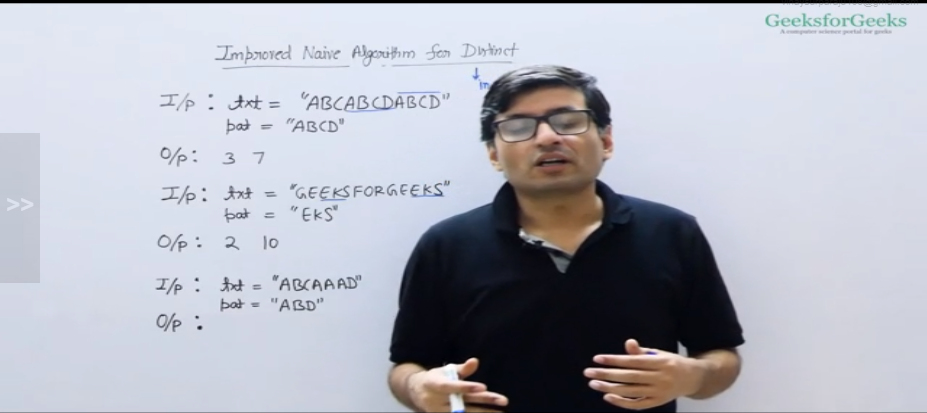 GeeksforGeeks
A computer science portal for geeks
Improved Naive Algorithm for Distinct
in
I/p : txt = "ABCABCDABCD"
pat = "ABCD"
O/p : 3 7
I/p : txt = "GEEKSFORGEEKS"
pat = "EKS"
O/p : 2 10
I/p : txt = "ABCAAAD"
pat = "ABD"
O/p :
>>